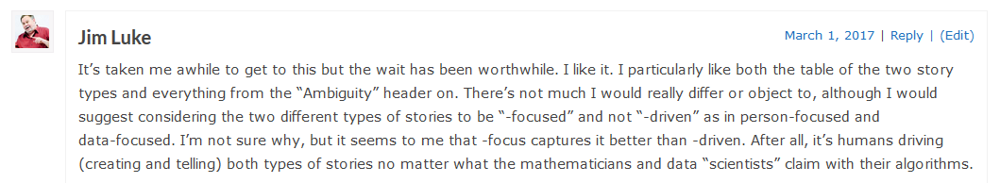 Jim Luke
March 1, 2017 | Reply | (Edit)
It’s taken me awhile to get to this but the wait has been worthwhile. I like it. I particularly like both the table of the two story
types and everything from the “Ambiguity” header on. There’s not much I would really differ or object to, although I would
suggest considering the two different types of stories to be “-focused” and not “-driven” as in person-focused and
data-focused. I’m not sure why, but it seems to me that -focus captures it better than -driven. After all, it’s humans driving
(creating and telling) both types of stories no matter what the mathematicians and data “scientists” claim with their algorithms.